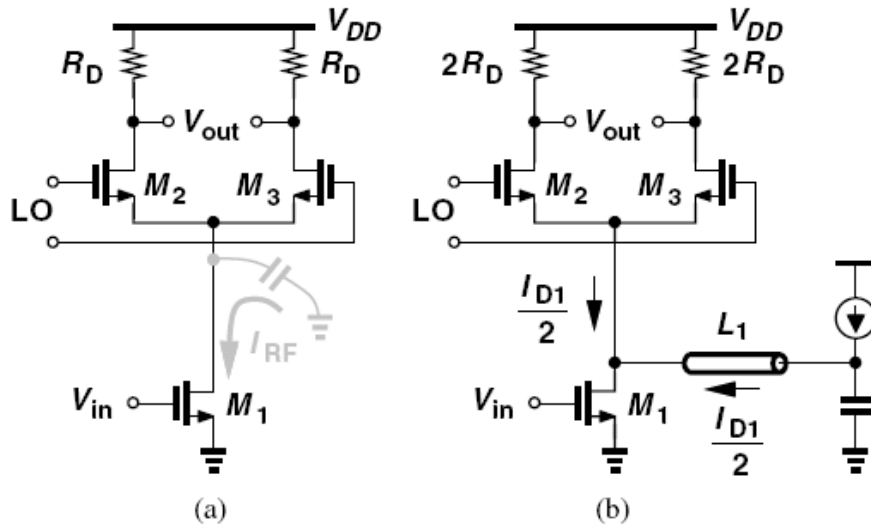 V_DD
R_D
R_D
V_out
M_2
M_3
LO
I_RF
V_in
M_1
(a)
V_DD
2R_D
2R_D
V_out
M_2
M_3
LO
I_D1
2
L_1
V_in
M_1
I_D1
2
(b)